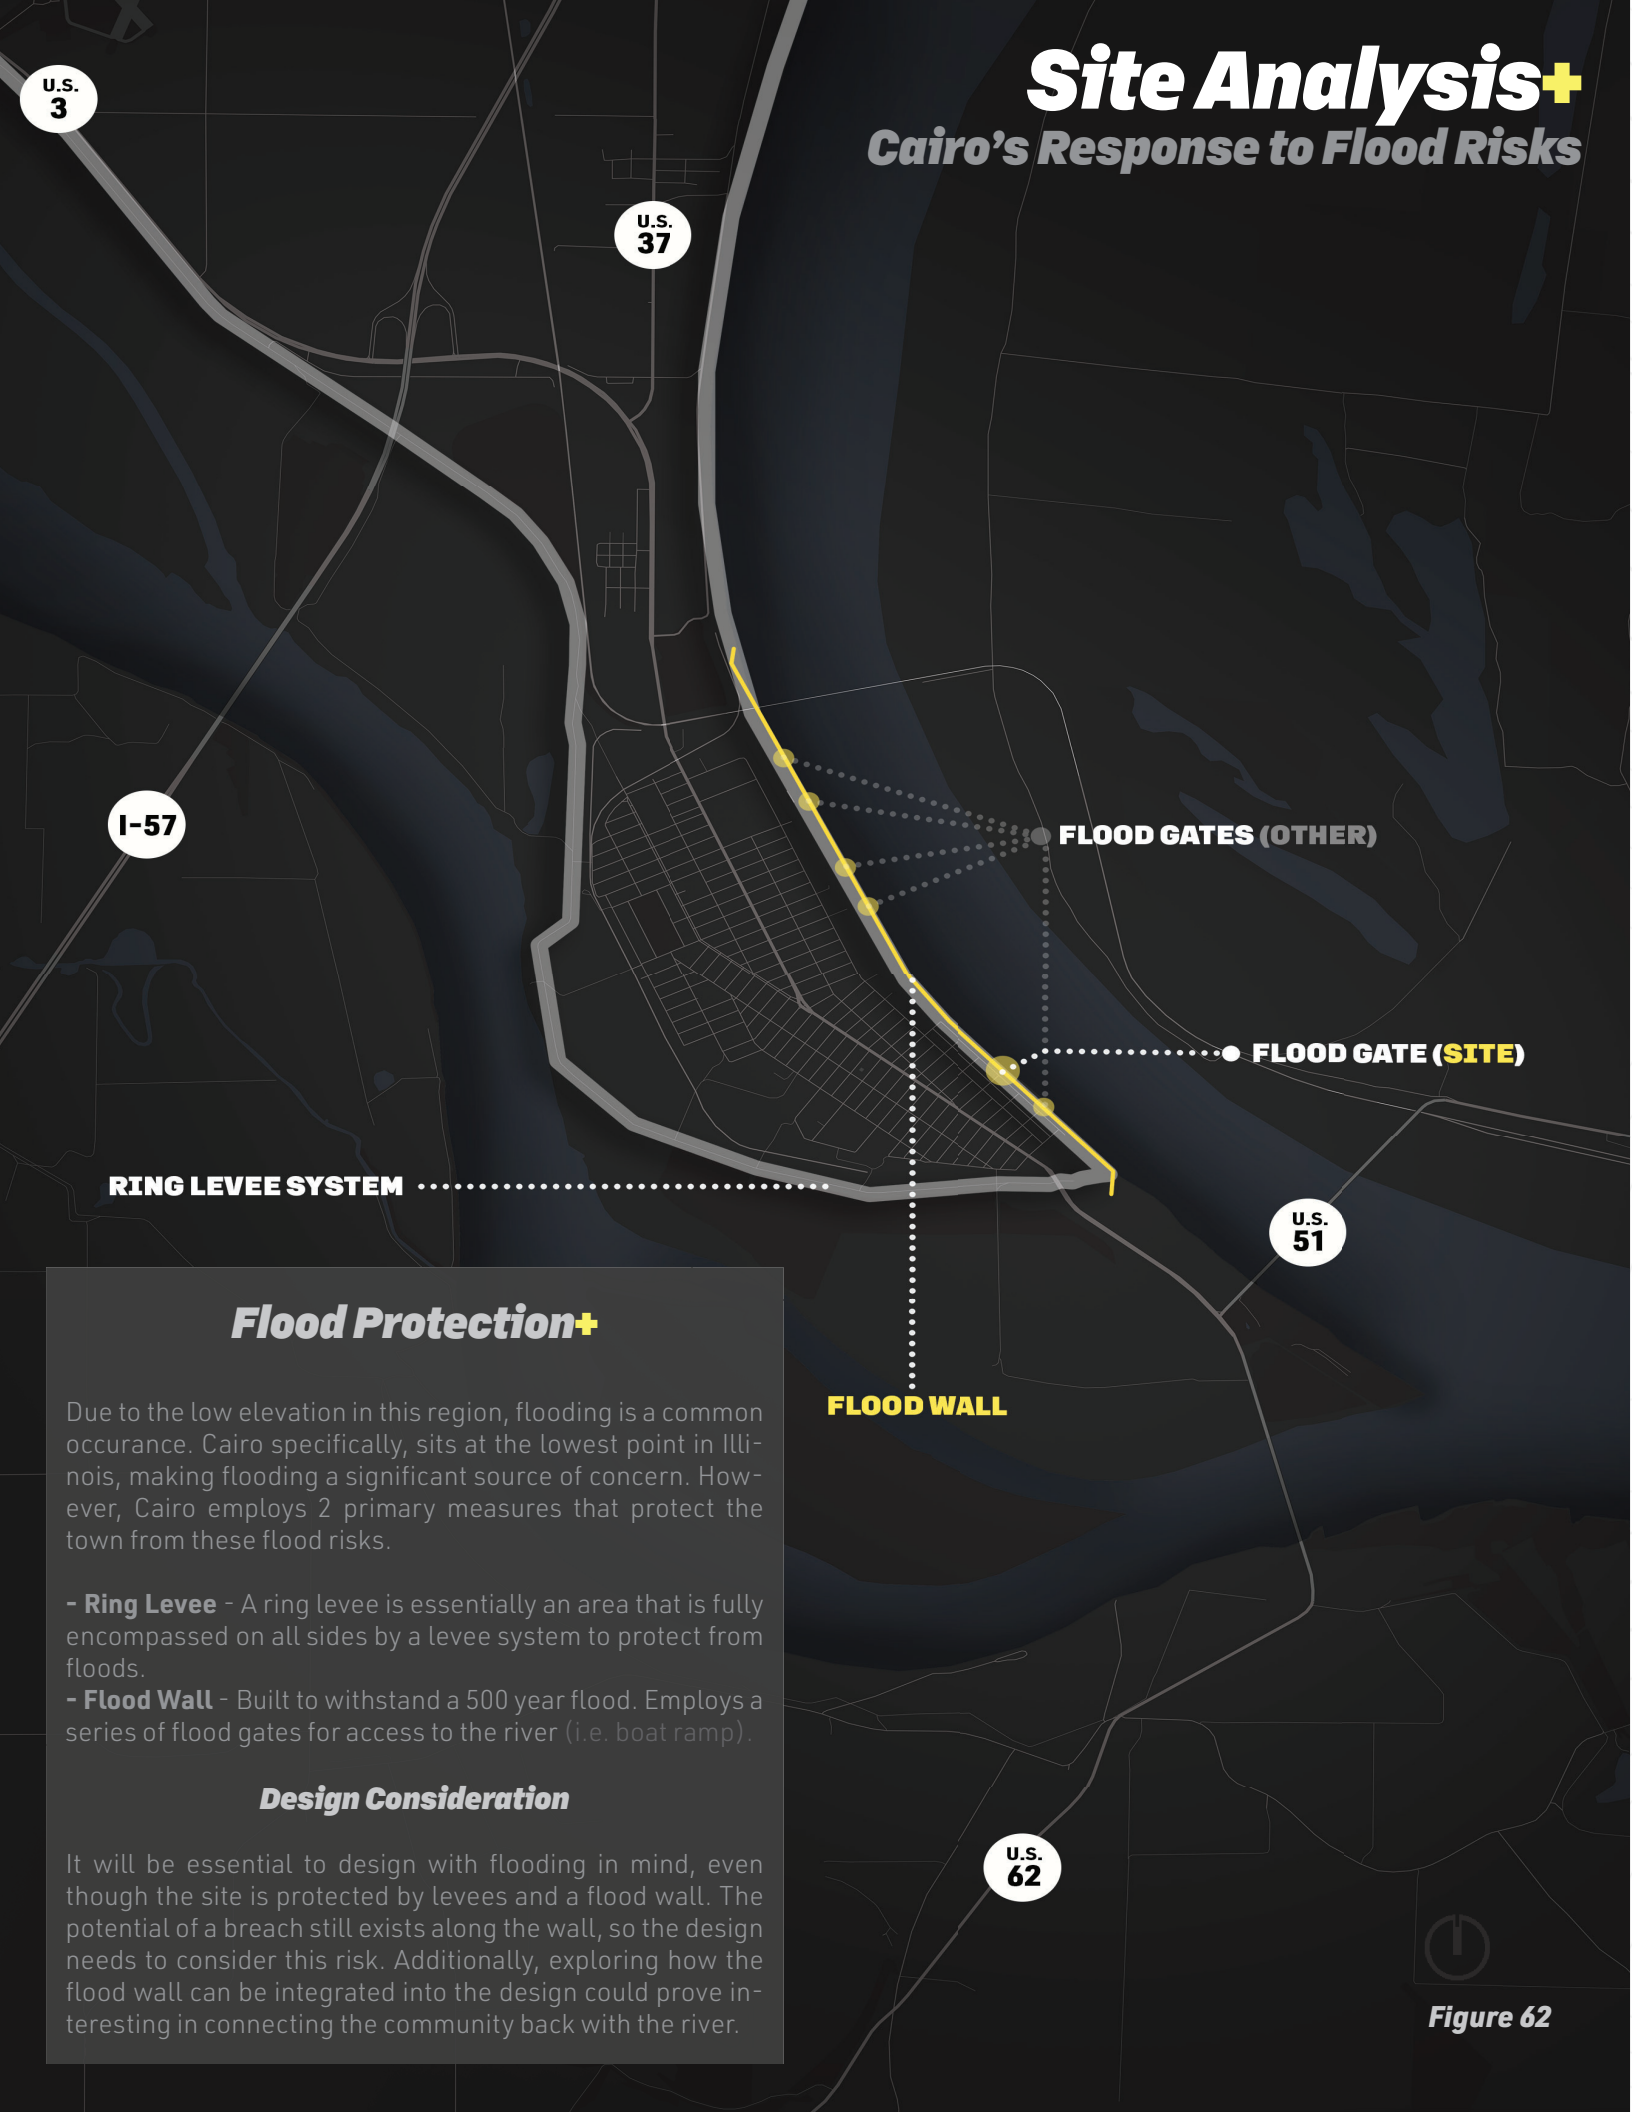 Site Analysis+
Cairo's Response to Flood Risks
U.S.
3
U.S.
37
I-57
FLOOD GATES (OTHER)
FLOOD GATE (SITE)
RING LEVEE SYSTEM
U.S.
51
FLOOD WALL
Flood Protection+
Due to the low elevation in this region, flooding is a common
occurance. Cairo specifically, sits at the lowest point in Illi-
nois, making flooding a significant source of concern. How-
ever, Cairo employs 2 primary measures that protect the
town from these flood risks.
- Ring Levee - A ring levee is essentially an area that is fully
encompassed on all sides by a levee system to protect from
floods.
- Flood Wall - Built to withstand a 500 year flood. Employs a
series of flood gates for access to the river (i.e. boat ramp).
Design Consideration
It will be essential to design with flooding in mind, even
though the site is protected by levees and a flood wall. The
potential of a breach still exists along the wall, so the design
needs to consider this risk. Additionally, exploring how the
flood wall can be integrated into the design could prove in-
teresting in connecting the community back with the river.
U.S.
62
Figure 62